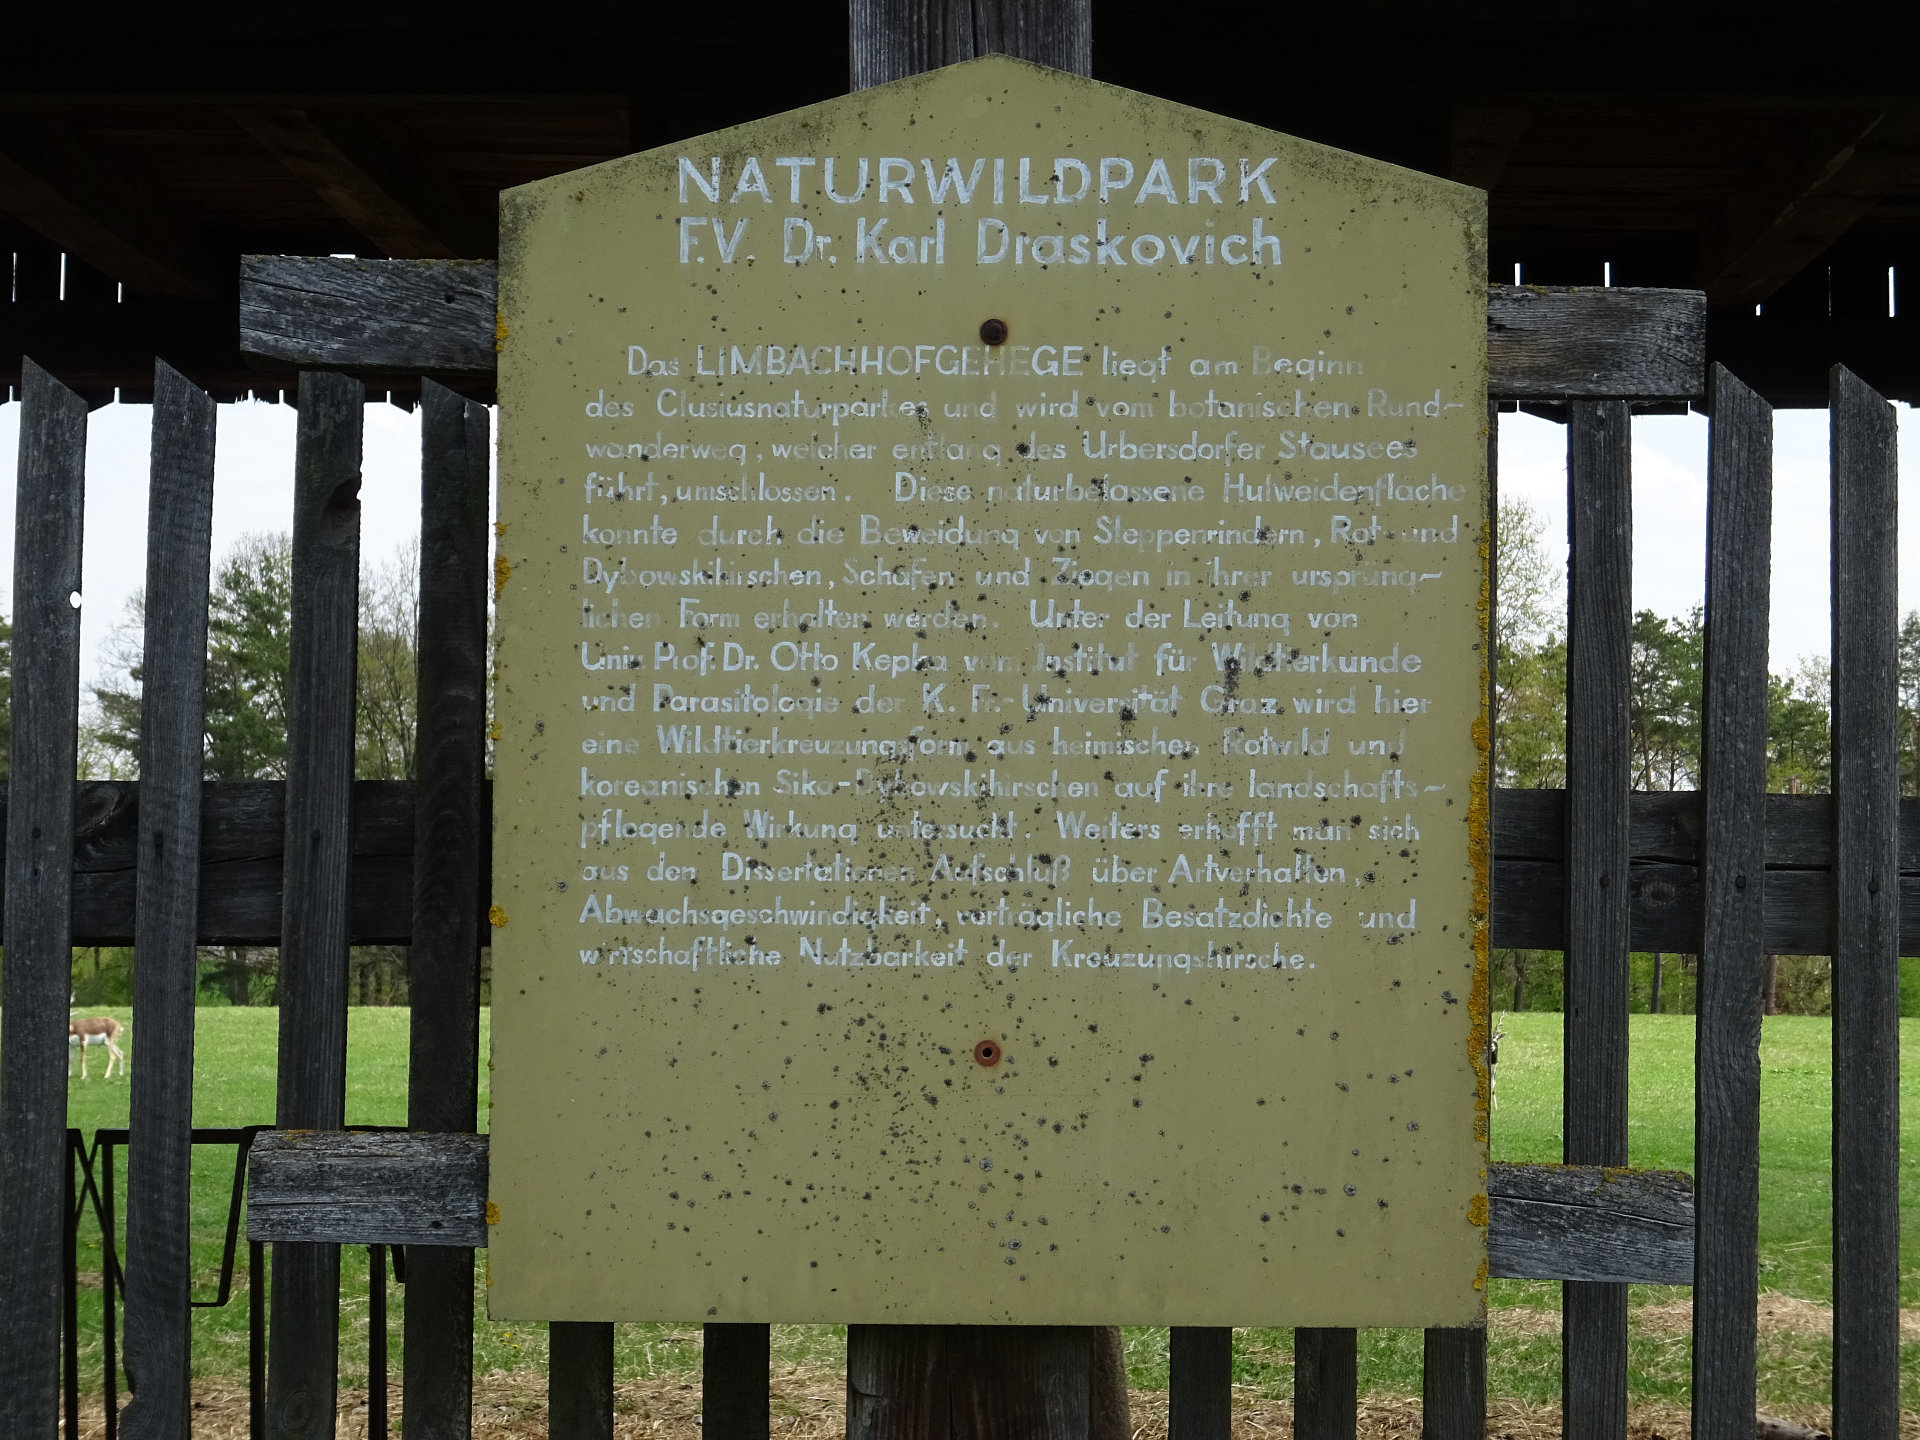 NATURWILDPARK
F.V. Dr. Karl Draskovich
Das LIMBACHHOFGEHEGE liegt am Beginn
des Clusiusnaturparkes und wird vom botanischen Rund-
wanderweg, welcher entlang des Urbersdorfer Stausees
führt, umschlossen. Diese naturbelassene Hutweidenfläche
konnte durch die Beweidung von Steppenrindern, Rot- und
Dybowskihirschen, Schafen und Ziegen in ihrer ursprüng-
lichen Form erhalten werden. Unter der Leitung von
Univ. Prof. Dr. Otto Kepka vom Institut für Wildtierkunde
und Parasitologie der K. Fr.-Universität Graz wird hier
eine Wildtierkreuzungsform aus heimischen Rotwild und
koreanischen Sika-Dybowskihirschen auf ihre landschafts-
pflegende Wirkung untersucht. Weiters erhofft man sich
aus den Dissertationen Aufschluß über Artverhalten,
Abwachsgeschwindigkeit, verträgliche Besatzdichte und
wirtschaftliche Nutzbarkeit der Kreuzungshirsche.